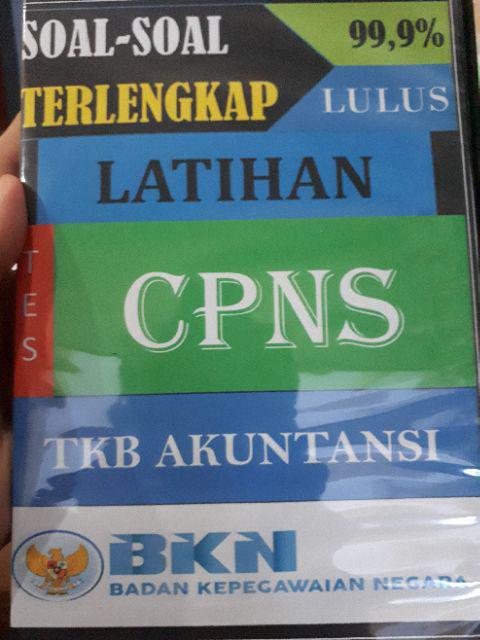 SOAL-SOAL
99,9%
TERLENGKAP
LULUS
LATIHAN
TES
CPNS
TKB AKUNTANSI
BKN
BADAN KEPEGAWAIAN NEGARA